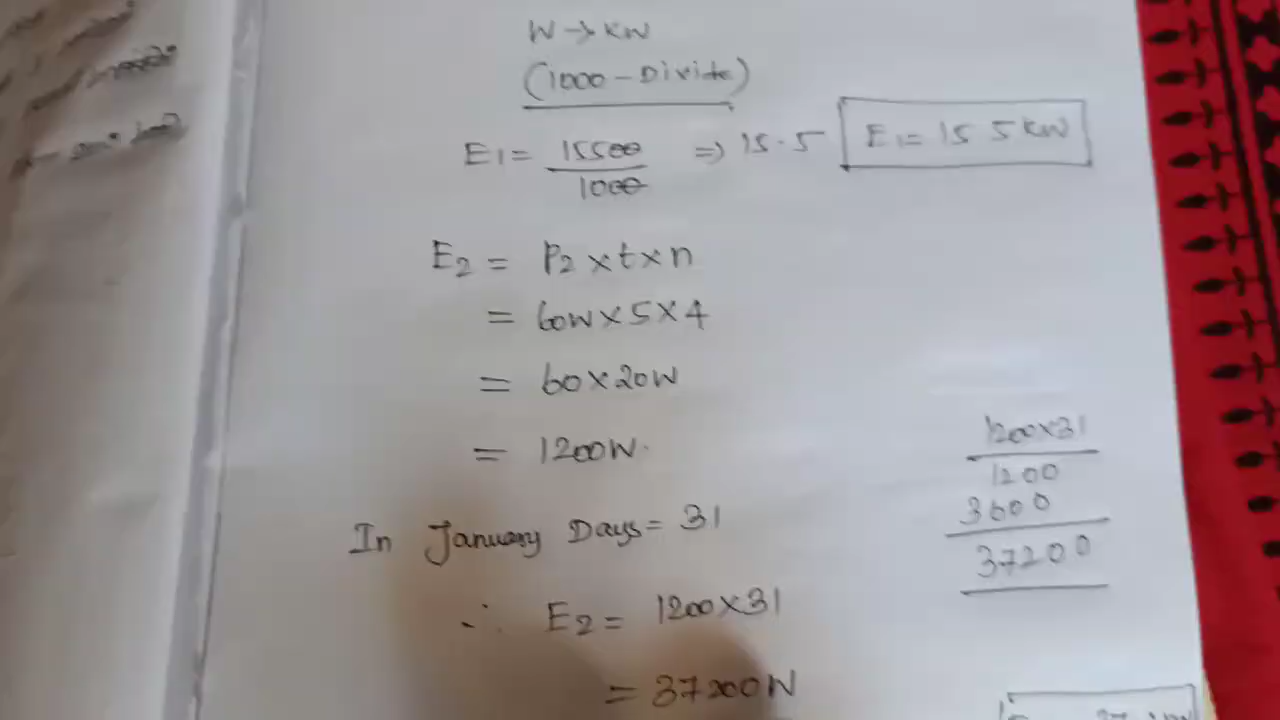 W → KW
(1000 - Divide)
E1 = 15500/1000 => 15.5
E1 = 15 5 KW
E2 = P2 × t × n
= 60W × 5 × 4
= 60 × 20W
= 1200W.
In January Days = 31
1200×31
1200
3600
37200
∴ E2 = 1200×31
= 37200W